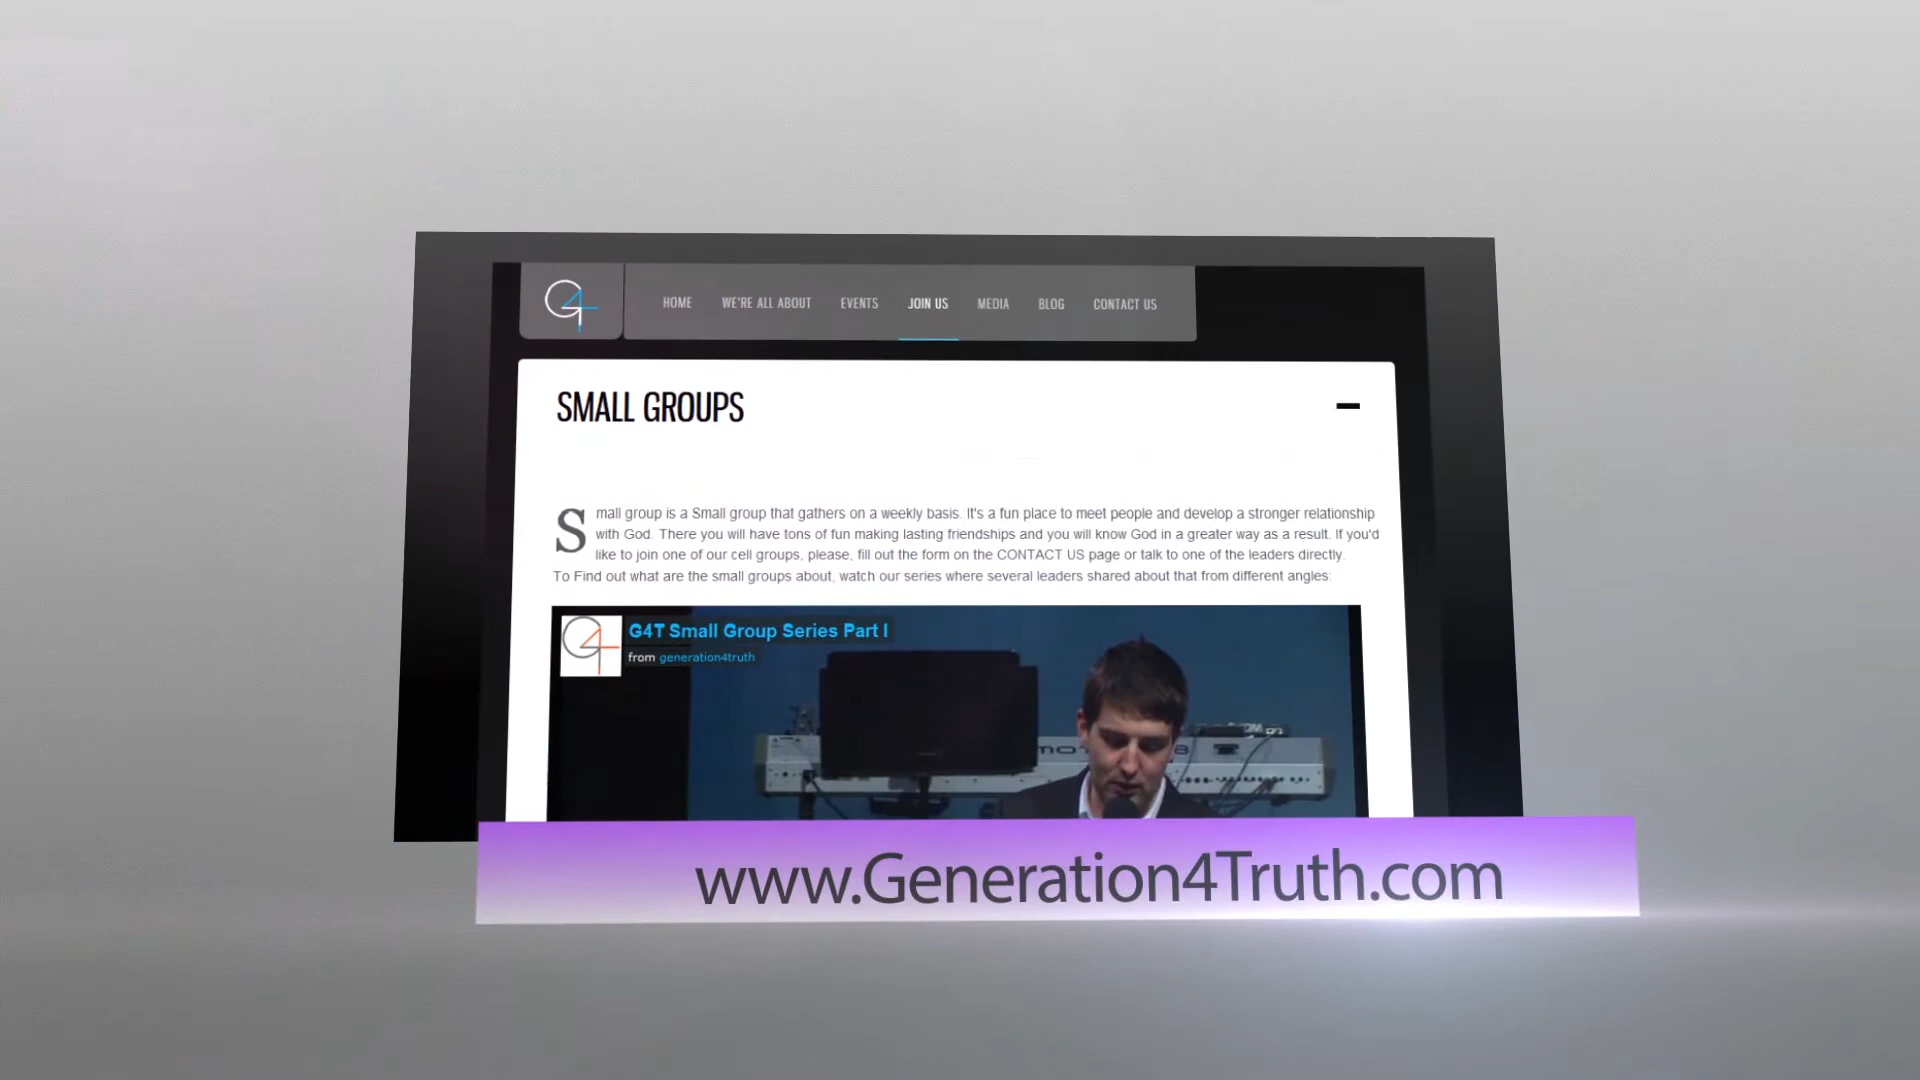 G4
HOME WE'RE ALL ABOUT EVENTS JOIN US MEDIA BLOG CONTACT US
SMALL GROUPS
Small group is a Small group that gathers on a weekly basis. It's a fun place to meet people and develop a stronger relationship
with God. There you will have tons of fun making lasting friendships and you will know God in a greater way as a result. If you'd
like to join one of our cell groups, please, fill out the form on the CONTACT US page or talk to one of the leaders directly.
To Find out what are the small groups about, watch our series where several leaders shared about that from different angles:
G4
G4T Small Group Series Part I
from generation4truth
www.Generation4Truth.com